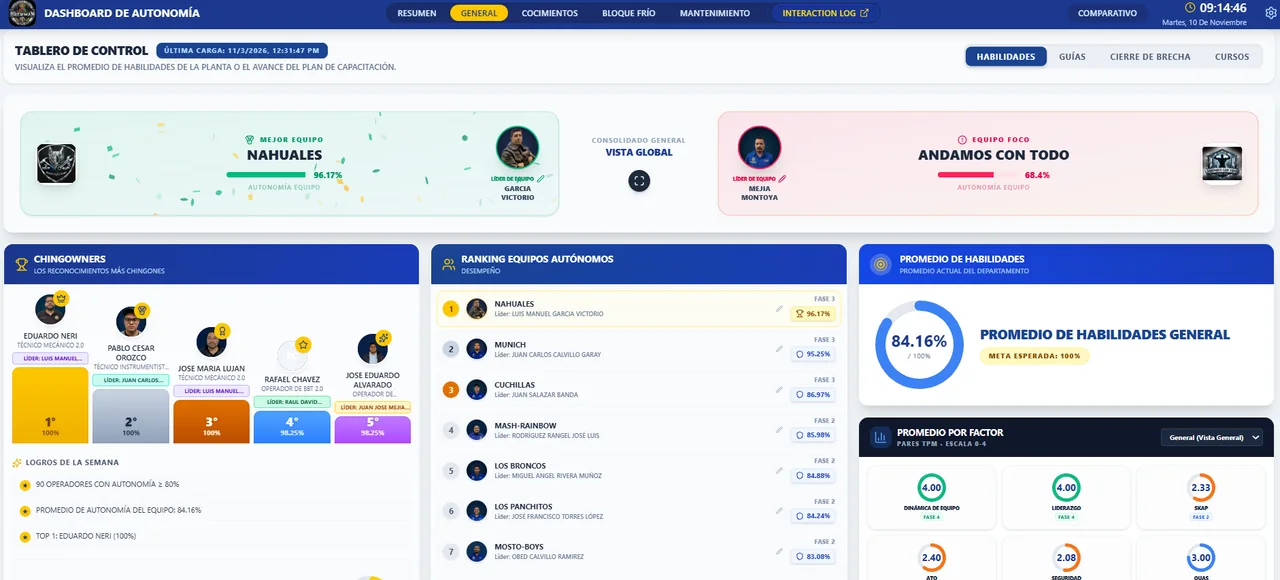 DASHBOARD DE AUTONOMÍA
RESUMEN
GENERAL
COCIMIENTOS
BLOQUE FRÍO
MANTENIMIENTO
INTERACTION LOG
COMPARATIVO
09:14:46
Martes, 10 De Noviembre
TABLERO DE CONTROL
ÚLTIMA CARGA: 11/3/2026, 12:31:47 PM
VISUALIZA EL PROMEDIO DE HABILIDADES DE LA PLANTA O EL AVANCE DEL PLAN DE CAPACITACIÓN.
HABILIDADES
GUÍAS
CIERRE DE BRECHA
CURSOS
MEJOR EQUIPO
NAHUALES
96.17%
AUTONOMÍA EQUIPO
LÍDER DE EQUIPO
GARCIA
VICTORIO
CONSOLIDADO GENERAL
VISTA GLOBAL
LÍDER DE EQUIPO
MEJIA
MONTOYA
EQUIPO FOCO
ANDAMOS CON TODO
68.4%
AUTONOMÍA EQUIPO
CHINGOWNERS
LOS RECONOCIMIENTOS MÁS CHINGONES
EDUARDO NERI
TÉCNICO MECÁNICO 2.0
LÍDER: LUIS MANUEL...
1°
100%
PABLO CESAR
OROZCO
TÉCNICO INSTRUMENTIST...
LÍDER: JUAN CARLOS...
2°
100%
JOSE MARIA LUJAN
TÉCNICO MECÁNICO 2.0
LÍDER: LUIS MANUEL...
3°
100%
RAFAEL CHAVEZ
OPERADOR DE BBT 2.0
LÍDER: RAUL DAVID...
4°
98.25%
JOSE EDUARDO
ALVARADO
OPERADOR DE...
LÍDER: JUAN JOSE MEJIA...
5°
98.25%
LOGROS DE LA SEMANA
90 OPERADORES CON AUTONOMÍA ≥ 80%
PROMEDIO DE AUTONOMÍA DEL EQUIPO: 84.16%
TOP 1: EDUARDO NERI (100%)
RANKING EQUIPOS AUTÓNOMOS
DESEMPEÑO
1
NAHUALES
Líder: LUIS MANUEL GARCIA VICTORIO
FASE 3
96.17%
2
MUNICH
Líder: JUAN CARLOS CALVILLO GARAY
FASE 3
95.25%
3
CUCHILLAS
Líder: JUAN SALAZAR BANDA
FASE 3
86.97%
4
MASH-RAINBOW
Líder: RODRÍGUEZ RANGEL JOSÉ LUIS
FASE 2
85.98%
5
LOS BRONCOS
Líder: MIGUEL ANGEL RIVERA MUÑOZ
FASE 2
84.88%
6
LOS PANCHITOS
Líder: JOSÉ FRANCISCO TORRES LÓPEZ
FASE 2
84.24%
7
MOSTO-BOYS
Líder: OBED CALVILLO RAMIREZ
FASE 2
83.08%
PROMEDIO DE HABILIDADES
PROMEDIO ACTUAL DEL DEPARTAMENTO
84.16%
/ 100%
PROMEDIO DE HABILIDADES GENERAL
META ESPERADA: 100%
PROMEDIO POR FACTOR
PARES TPM - ESCALA 0-4
General (Vista General)
4.00
DINÁMICA DE EQUIPO
FASE 4
4.00
LIDERAZGO
FASE 4
2.33
SKAP
FASE 2
2.40
ATO
2.08
SEGURIDAD
3.00
QUAS